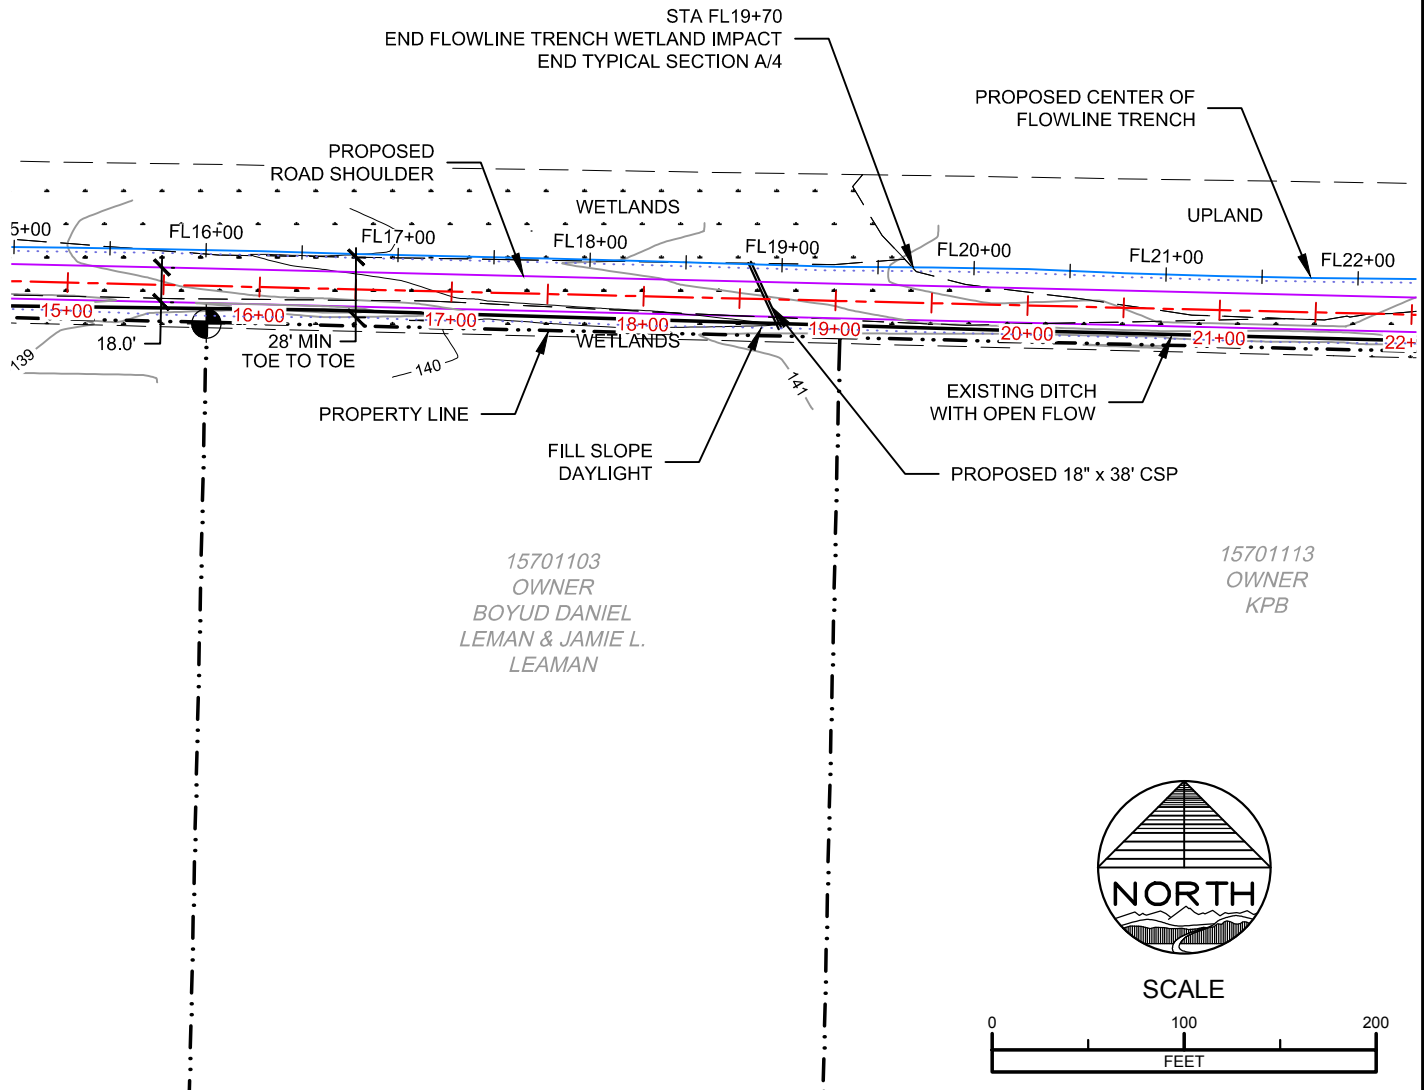 STA FL19+70
END FLOWLINE TRENCH WETLAND IMPACT
END TYPICAL SECTION A/4
PROPOSED CENTER OF
FLOWLINE TRENCH
PROPOSED
ROAD SHOULDER
WETLANDS
UPLAND
5+00
FL16+00
FL17+00
FL18+00
FL19+00
FL20+00
FL21+00
FL22+00
15+00
16+00
17+00
18+00
19+00
20+00
21+00
22+
18.0'
28' MIN
TOE TO TOE
WETLANDS
139
140
141
PROPERTY LINE
EXISTING DITCH
WITH OPEN FLOW
FILL SLOPE
DAYLIGHT
PROPOSED 18" x 38' CSP
15701103
OWNER
BOYUD DANIEL
LEMAN & JAMIE L.
LEAMAN
15701113
OWNER
KPB
NORTH
SCALE
0 100 200
FEET